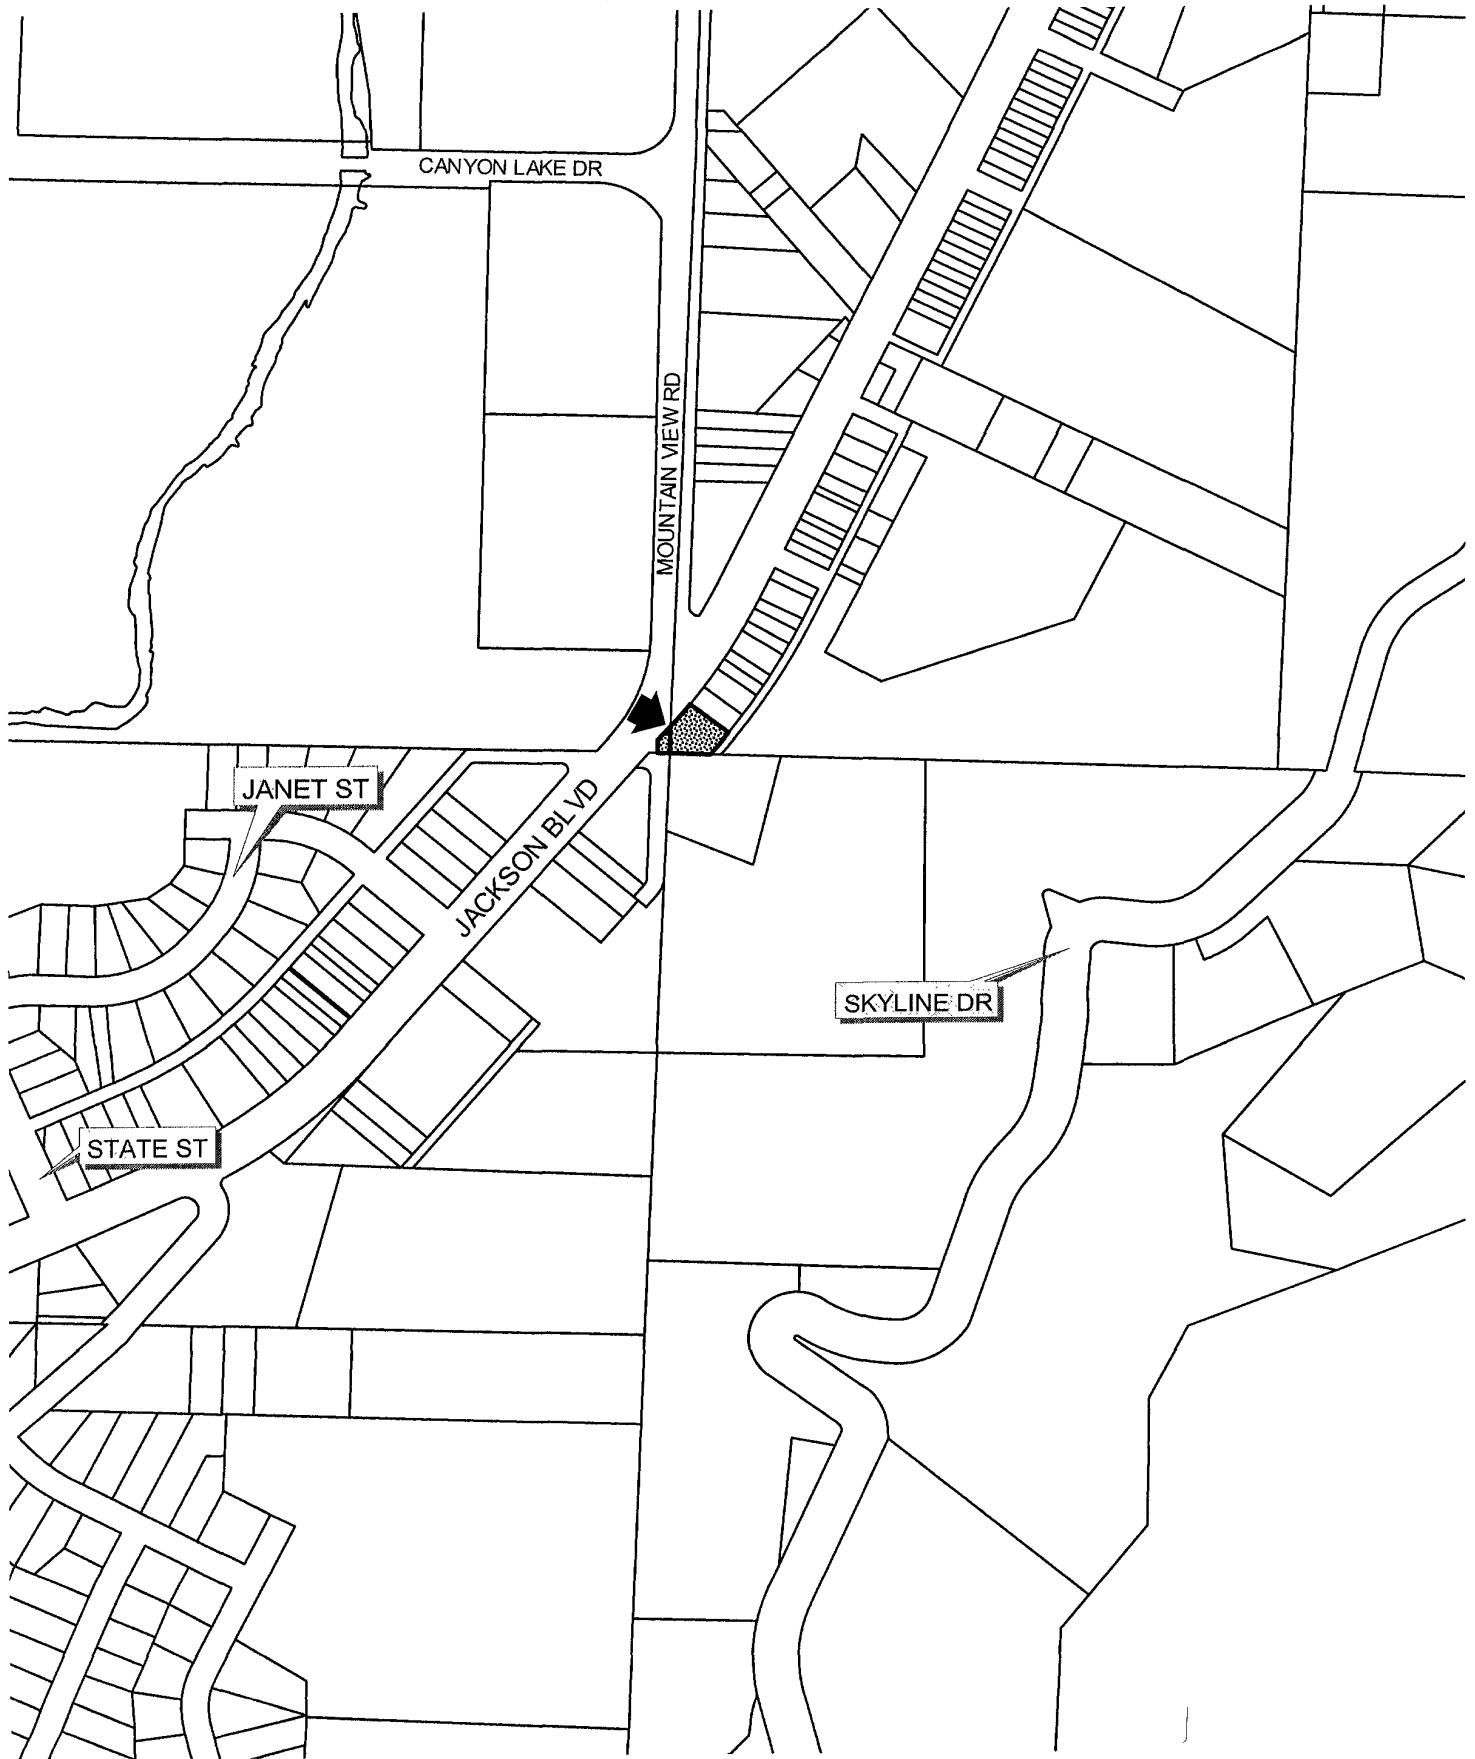 CANYON LAKE DR
MOUNTAIN VIEW RD
JANET ST
JACKSON BLVD
SKYLINE DR
STATE ST